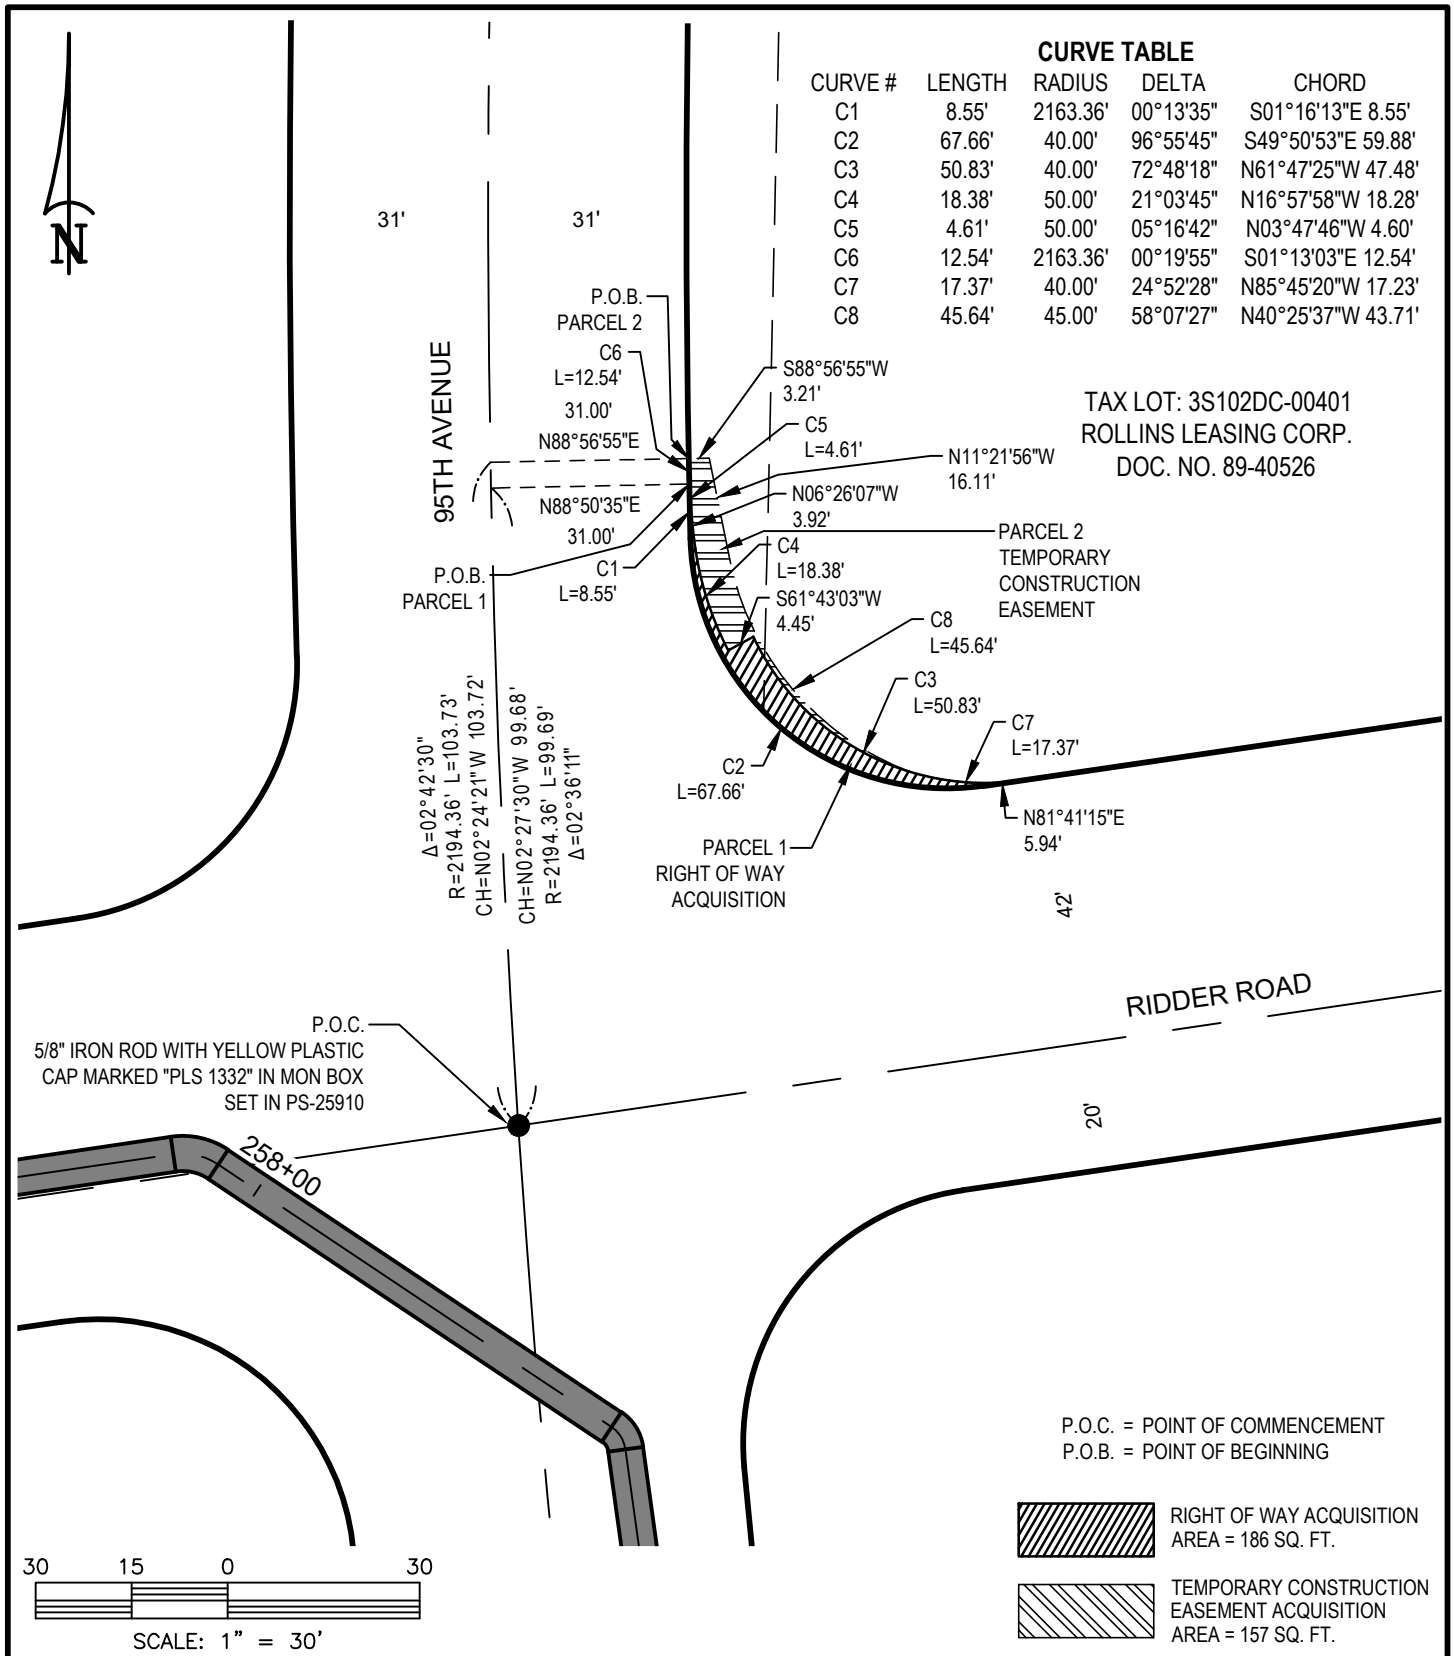 CURVE TABLE
CURVE # LENGTH RADIUS DELTA CHORD
C1 8.55' 2163.36' 00°13'35" S01°16'13"E 8.55'
C2 67.66' 40.00' 96°55'45" S49°50'53"E 59.88'
C3 50.83' 40.00' 72°48'18" N61°47'25"W 47.48'
C4 18.38' 50.00' 21°03'45" N16°57'58"W 18.28'
C5 4.61' 50.00' 05°16'42" N03°47'46"W 4.60'
C6 12.54' 2163.36' 00°19'55" S01°13'03"E 12.54'
C7 17.37' 40.00' 24°52'28" N85°45'20"W 17.23'
C8 45.64' 45.00' 58°07'27" N40°25'37"W 43.71'
N
31'
31'
TAX LOT: 3S102DC-00401
ROLLINS LEASING CORP.
DOC. NO. 89-40526
95TH AVENUE
P.O.B.
PARCEL 2
C6
L=12.54'
31.00'
N88°56'55"E
N88°50'35"E
31.00'
P.O.B.
PARCEL 1
C1
L=8.55'
S88°56'55"W
3.21'
C5
L=4.61'
N11°21'56"W
16.11'
N06°26'07"W
3.92'
C4
L=18.38'
S61°43'03"W
4.45'
PARCEL 2
TEMPORARY
CONSTRUCTION
EASEMENT
C8
L=45.64'
C3
L=50.83'
C7
L=17.37'
C2
L=67.66'
N81°41'15"E
5.94'
PARCEL 1
RIGHT OF WAY
ACQUISITION
Δ=02°42'30"
R=2194.36' L=103.73'
CH=N02°24'21"W 103.72'
CH=N02°27'30"W 99.68'
R=2194.36' L=99.69'
Δ=02°36'11"
42'
RIDDER ROAD
20'
P.O.C.
5/8" IRON ROD WITH YELLOW PLASTIC
CAP MARKED "PLS 1332" IN MON BOX
SET IN PS-25910
258+00
P.O.C. = POINT OF COMMENCEMENT
P.O.B. = POINT OF BEGINNING
RIGHT OF WAY ACQUISITION
AREA = 186 SQ. FT.
TEMPORARY CONSTRUCTION
EASEMENT ACQUISITION
AREA = 157 SQ. FT.
30 15 0 30
SCALE: 1" = 30'